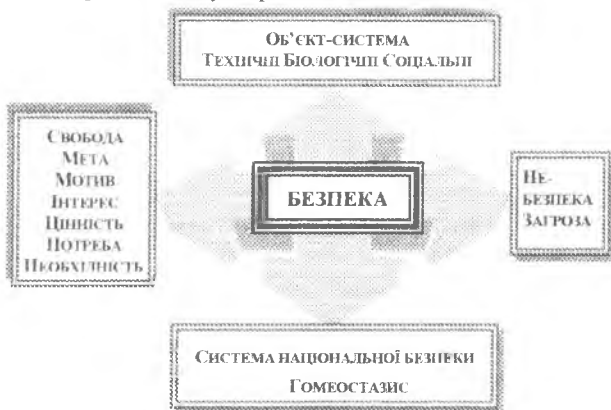 ОБ'ЄКТ-СИСТЕМА
ТЕХНІЧНІ БІОЛОГІЧНІ СОЦІАЛЬНІ
СВОБОДА
МЕТА
МОТИВ
ІНТЕРЕС
ЦІННІСТЬ
ПОТРЕБА
НЕОБХІДНІСТЬ
БЕЗПЕКА
НЕ-
БЕЗПЕКА
ЗАГРОЗА
СИСТЕМА НАЦІОНАЛЬНОЇ БЕЗПЕКИ
ГОМЕОСТАЗИС